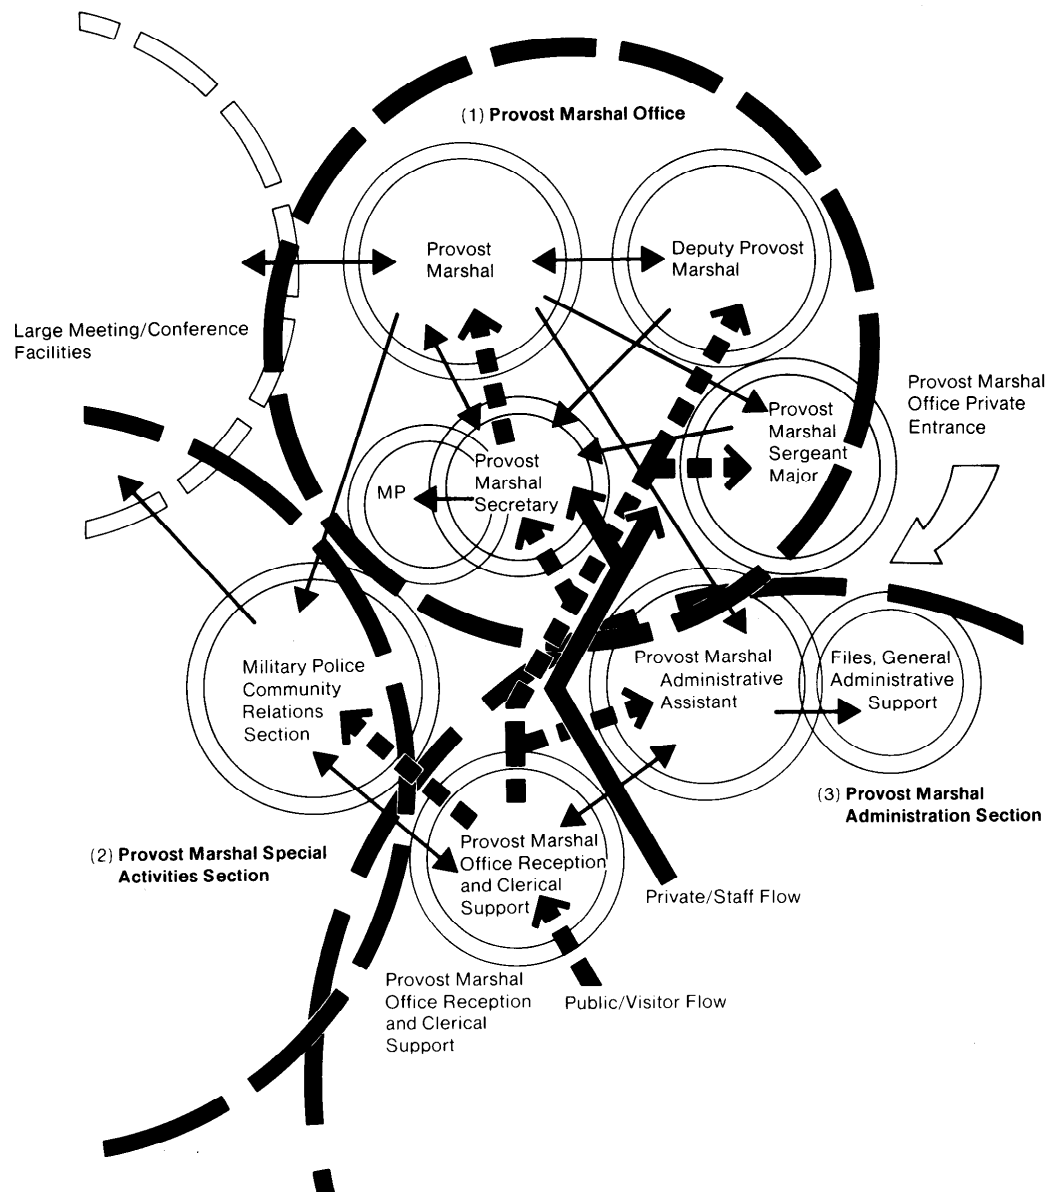 (1) Provost Marshal Office
Provost
Marshal
Deputy Provost
Marshal
Large Meeting/Conference
Facilities
Provost Marshal
Office Private
Entrance
Provost
Marshal
Sergeant
Major
Provost
Marshal
Secretary
MP
Military Police
Community
Relations
Section
Provost Marshal
Administrative
Assistant
Files, General
Administrative
Support
(3) Provost Marshal
Administration Section
(2) Provost Marshal Special
Activities Section
Provost Marshal
Office Reception
and Clerical
Support
Private/Staff Flow
Provost Marshal
Office Reception
and Clerical
Support
Public/Visitor Flow